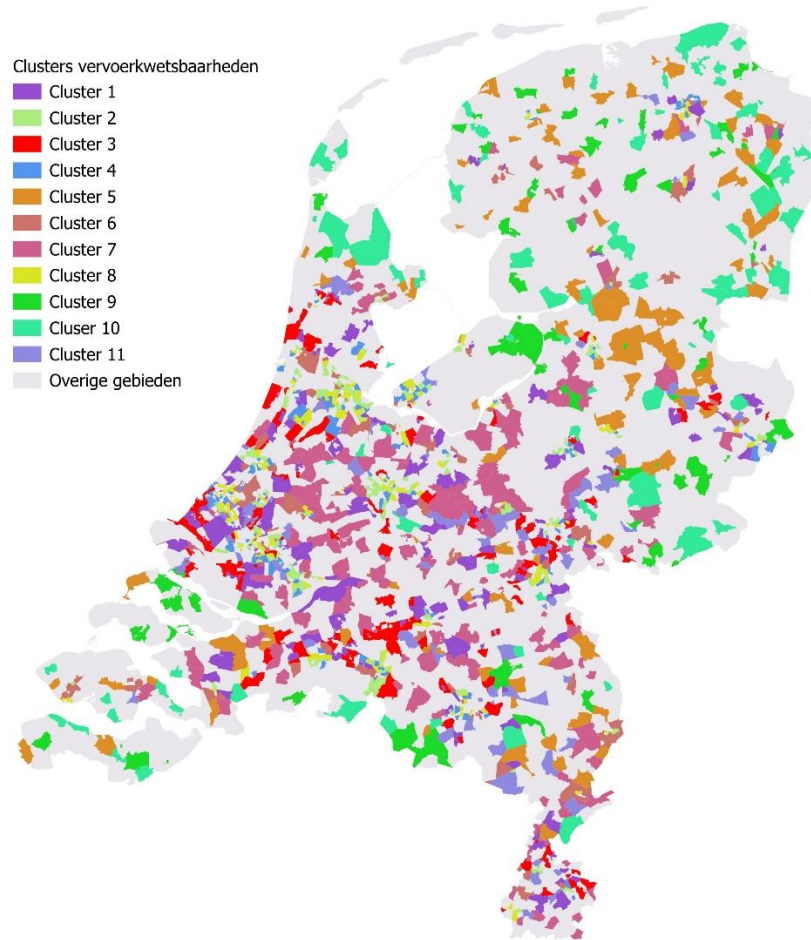 Clusters vervoerkwetsbaarheden
Cluster 1
Cluster 2
Cluster 3
Cluster 4
Cluster 5
Cluster 6
Cluster 7
Cluster 8
Cluster 9
Cluser 10
Cluster 11
Overige gebieden